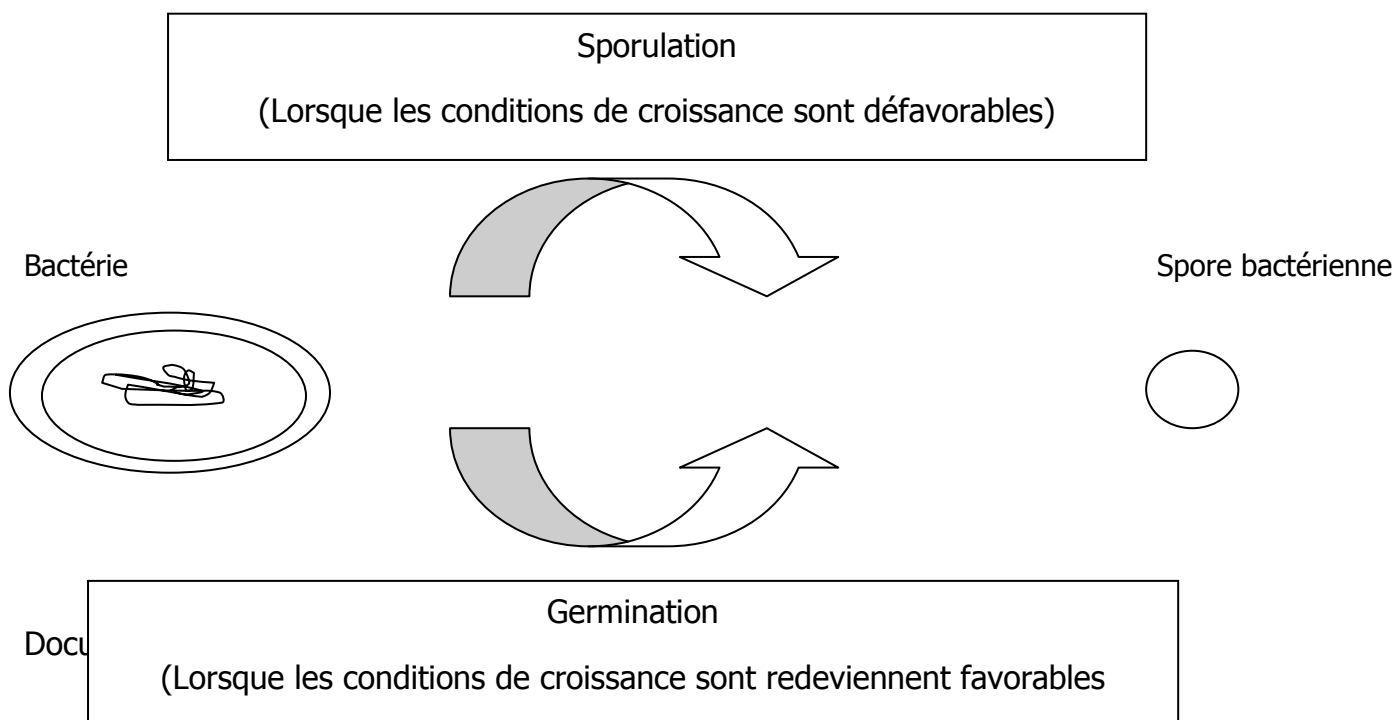 Sporulation
(Lorsque les conditions de croissance sont défavorables)
Bactérie
Spore bactérienne
Germination
Docu
(Lorsque les conditions de croissance sont redeviennent favorables